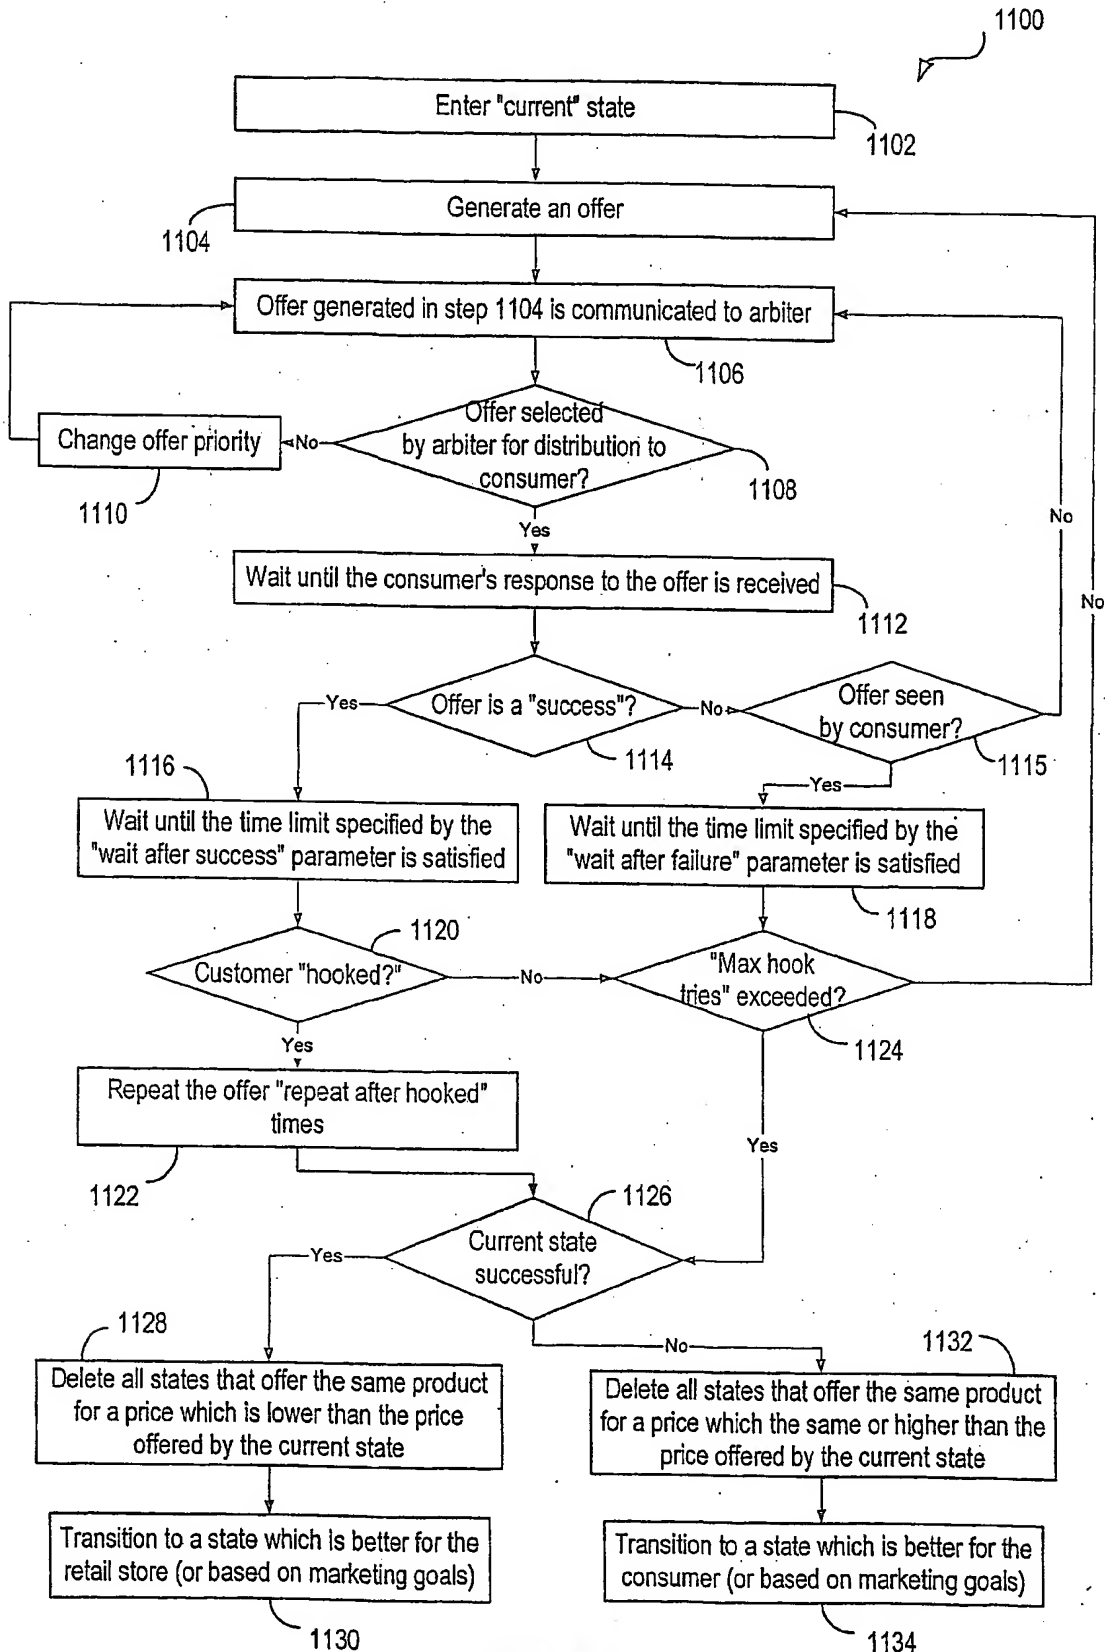 1100
Enter "current" state
1102
Generate an offer
1104
Offer generated in step 1104 is communicated to arbiter
1106
Offer selected
by arbiter for distribution to
consumer?
1108
No
Change offer priority
1110
Yes
Wait until the consumer's response to the offer is received
1112
No
No
Offer is a "success"?
1114
Yes
No
Offer seen
by consumer?
1115
Yes
1116
Wait until the time limit specified by the
"wait after success" parameter is satisfied
Wait until the time limit specified by the
"wait after failure" parameter is satisfied
1118
1120
Customer "hooked?"
No
"Max hook
tries" exceeded?
1124
Yes
Repeat the offer "repeat after hooked"
times
1122
Yes
1126
Current state
successful?
Yes
No
1128
Delete all states that offer the same product
for a price which is lower than the price
offered by the current state
1132
Delete all states that offer the same product
for a price which the same or higher than the
price offered by the current state
Transition to a state which is better for the
retail store (or based on marketing goals)
1130
Transition to a state which is better for the
consumer (or based on marketing goals)
1134